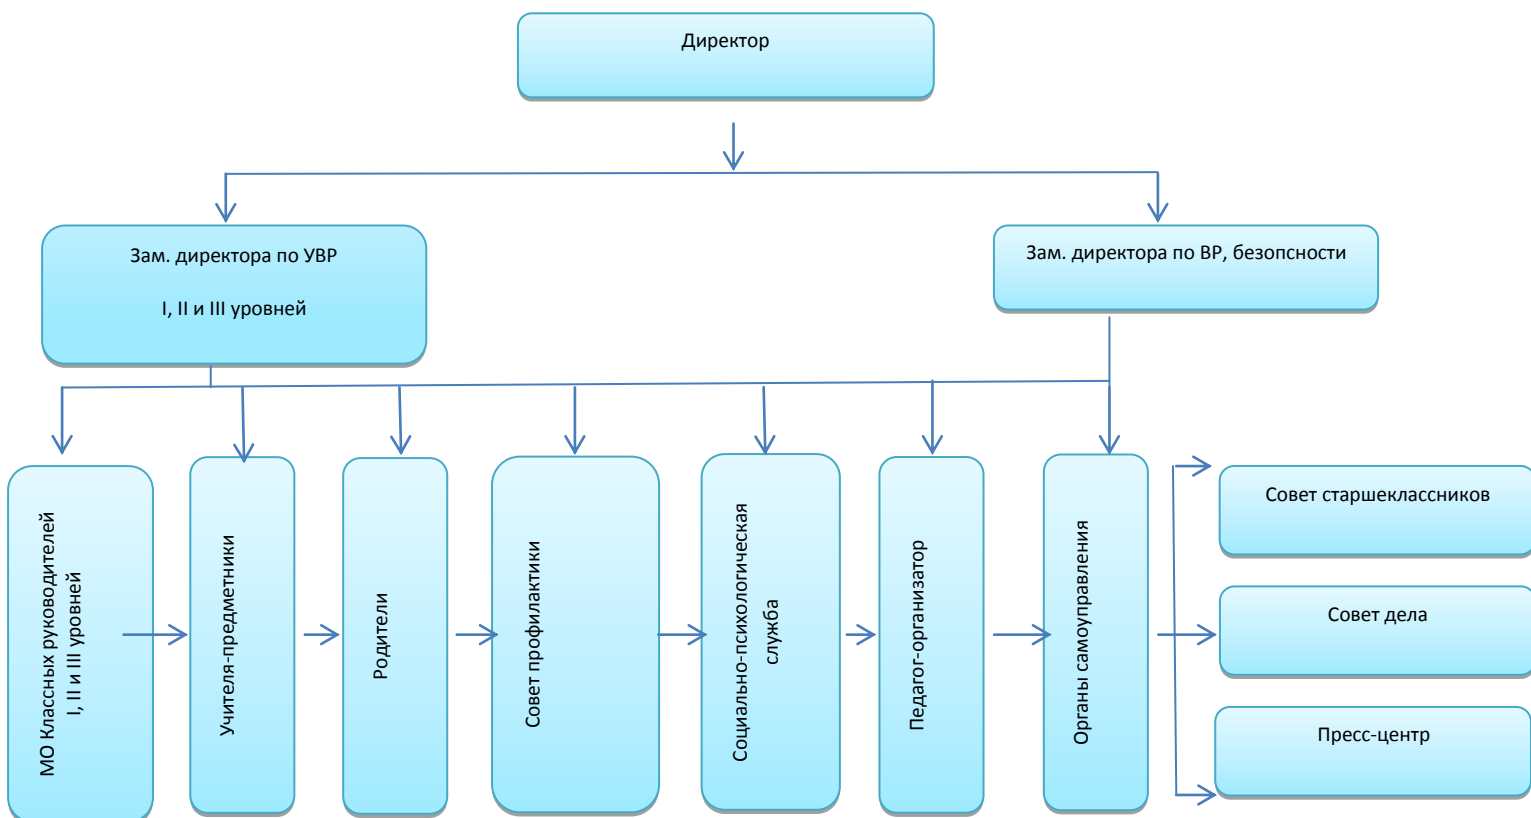 Директор
Зам. директора по УВР
I, II и III уровней
Зам. директора по ВР, безопсности
МО Классных руководителей
I, II и III уровней
Учителя-предметники
Родители
Совет профилактики
Социально-психологическая
служба
Педагог-организатор
Органы самоуправления
Совет старшеклассников
Совет дела
Пресс-центр